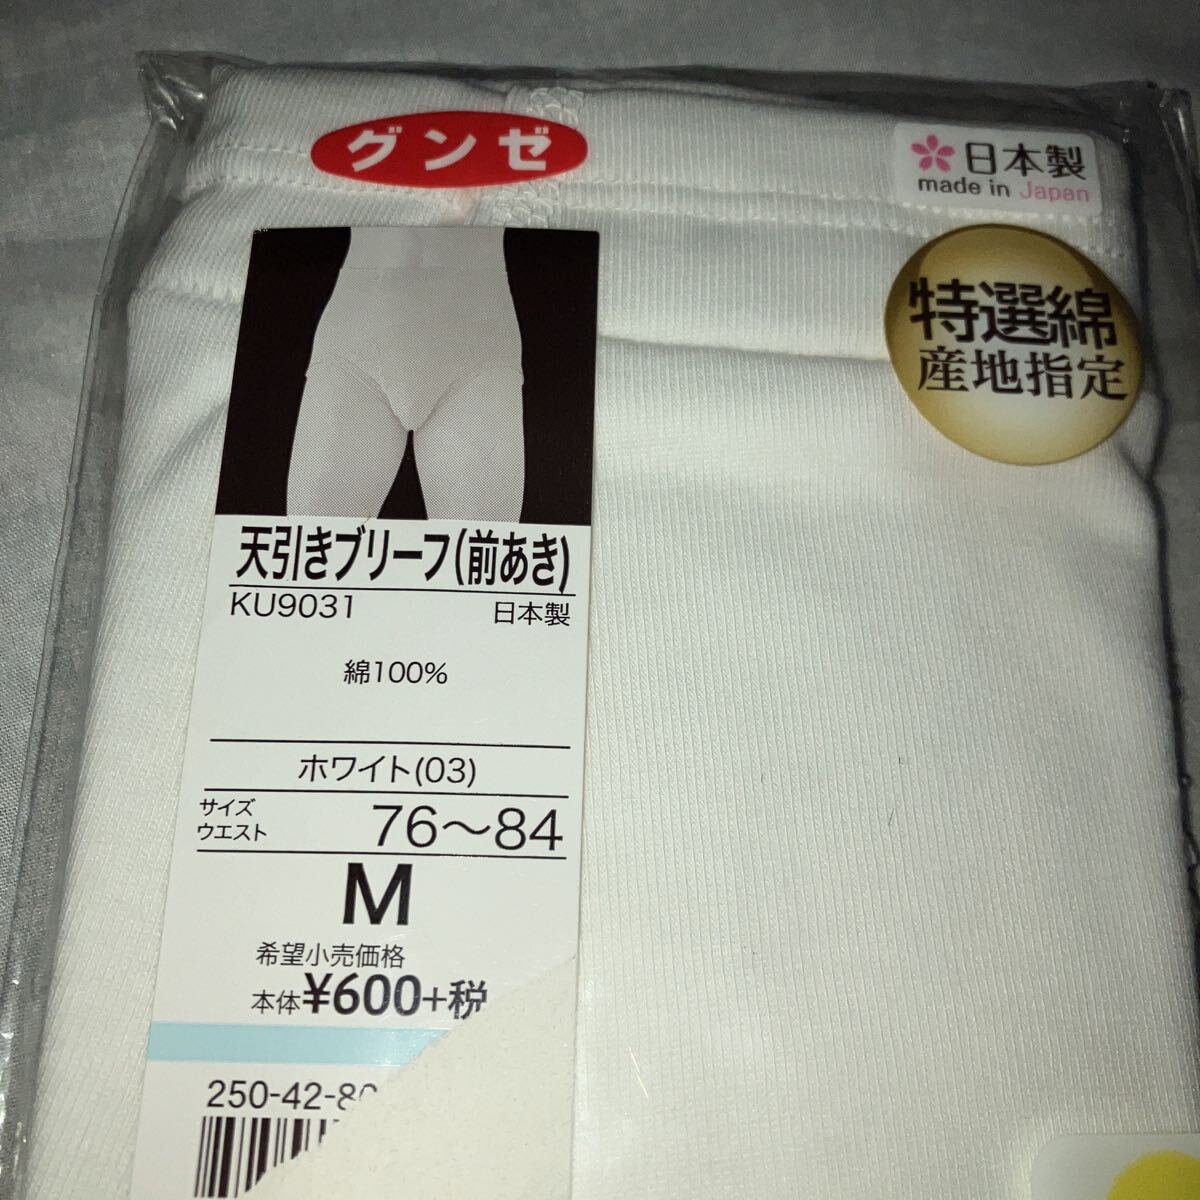 グンゼ
日本製
made in Japan
特選綿
産地指定
天引きブリーフ(前あき)
KU9031 日本製
綿100%
ホワイト(03)
サイズ
ウエスト 76〜84
M
希望小売価格
本体¥600+税
250-42-8